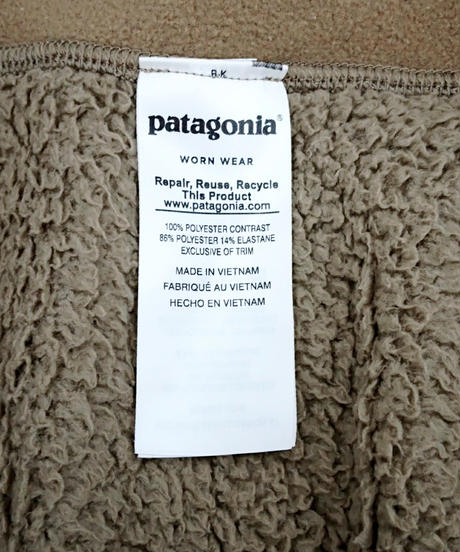 patagonia®
WORN WEAR
Repair, Reuse, Recycle
This Product
www.patagonia.com
100% POLYESTER CONTRAST
86% POLYESTER 14% ELASTANE
EXCLUSIVE OF TRIM
MADE IN VIETNAM
FABRIQUÉ AU VIETNAM
HECHO EN VIETNAM